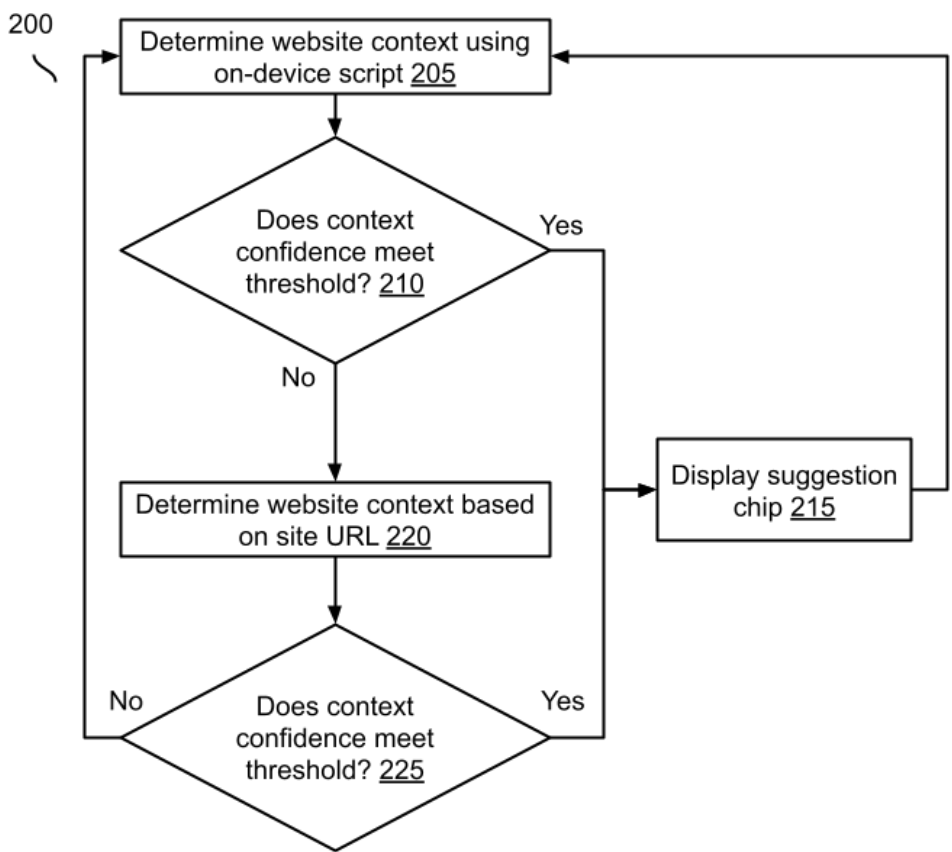 200
Determine website context using
on-device script 205
Does context
confidence meet
threshold? 210
Yes
No
Display suggestion
chip 215
Determine website context based
on site URL 220
No
Does context
confidence meet
threshold? 225
Yes